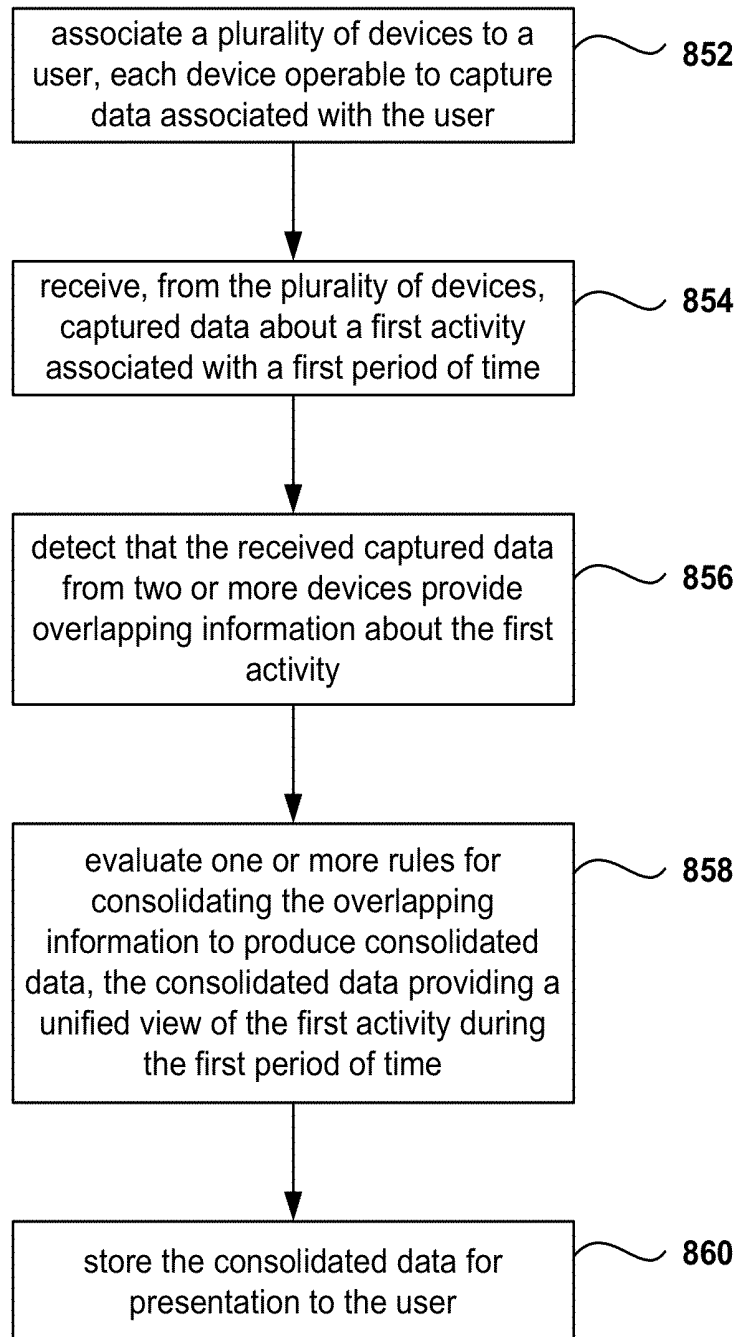 associate a plurality of devices to a
user, each device operable to capture
data associated with the user
852
receive, from the plurality of devices,
captured data about a first activity
associated with a first period of time
854
detect that the received captured data
from two or more devices provide
overlapping information about the first
activity
856
evaluate one or more rules for
consolidating the overlapping
information to produce consolidated
data, the consolidated data providing a
unified view of the first activity during
the first period of time
858
store the consolidated data for
presentation to the user
860